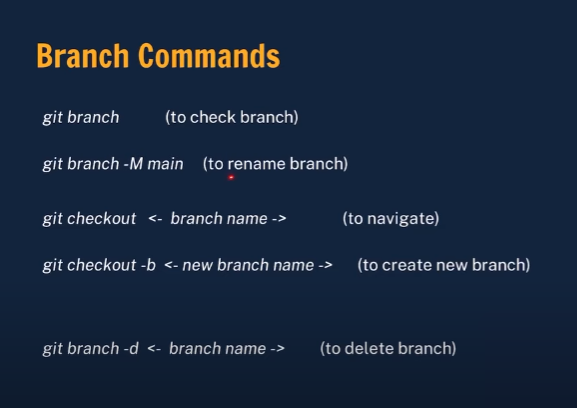 Branch Commands
git branch (to check branch)
git branch -M main (to rename branch)
git checkout <- branch name -> (to navigate)
git checkout -b <- new branch name -> (to create new branch)
git branch -d <- branch name -> (to delete branch)